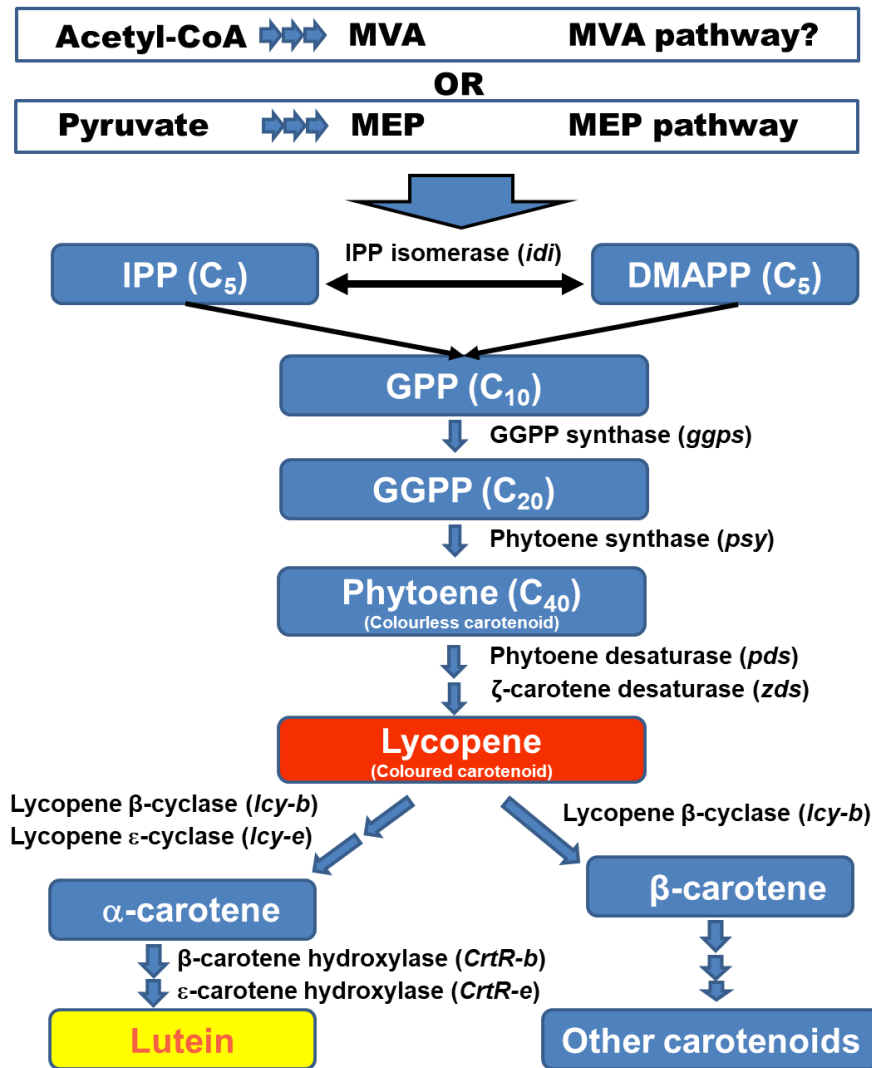 Acetyl-CoA MVA MVA pathway?
OR
Pyruvate MEP MEP pathway
IPP isomerase (idi)
IPP (C₅) DMAPP (C₅)
GPP (C₁₀)
GGPP synthase (ggps)
GGPP (C₂₀)
Phytoene synthase (psy)
Phytoene (C₄₀)
(Colourless carotenoid)
Phytoene desaturase (pds)
ζ-carotene desaturase (zds)
Lycopene
(Coloured carotenoid)
Lycopene β-cyclase (lcy-b)
Lycopene ε-cyclase (lcy-e)
Lycopene β-cyclase (lcy-b)
α-carotene
β-carotene
β-carotene hydroxylase (CrtR-b)
ε-carotene hydroxylase (CrtR-e)
Lutein
Other carotenoids